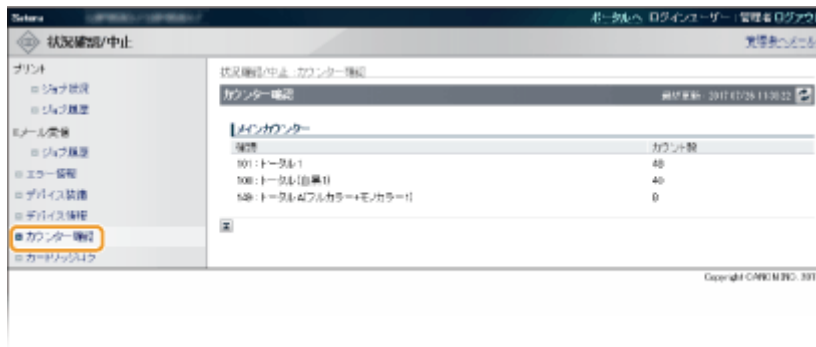 Satera
ポータルへ ログインユーザー：管理者 ログアウ
状況確認/中止
管理者へメール
プリント
ジョブ状況
ジョブ履歴
Eメール受信
ジョブ履歴
エラー情報
デバイス装備
デバイス情報
カウンター確認
カートリッジログ
状況確認/中止 : カウンター確認
カウンター確認
最終更新 : 2017 07/26 11:38:22
メインカウンター
種類
カウント数
101 : トータル1
48
108 : トータル(白黒1)
40
148 : トータルA(フルカラー+モノカラー1)
8
Copyright CANON INC. 201